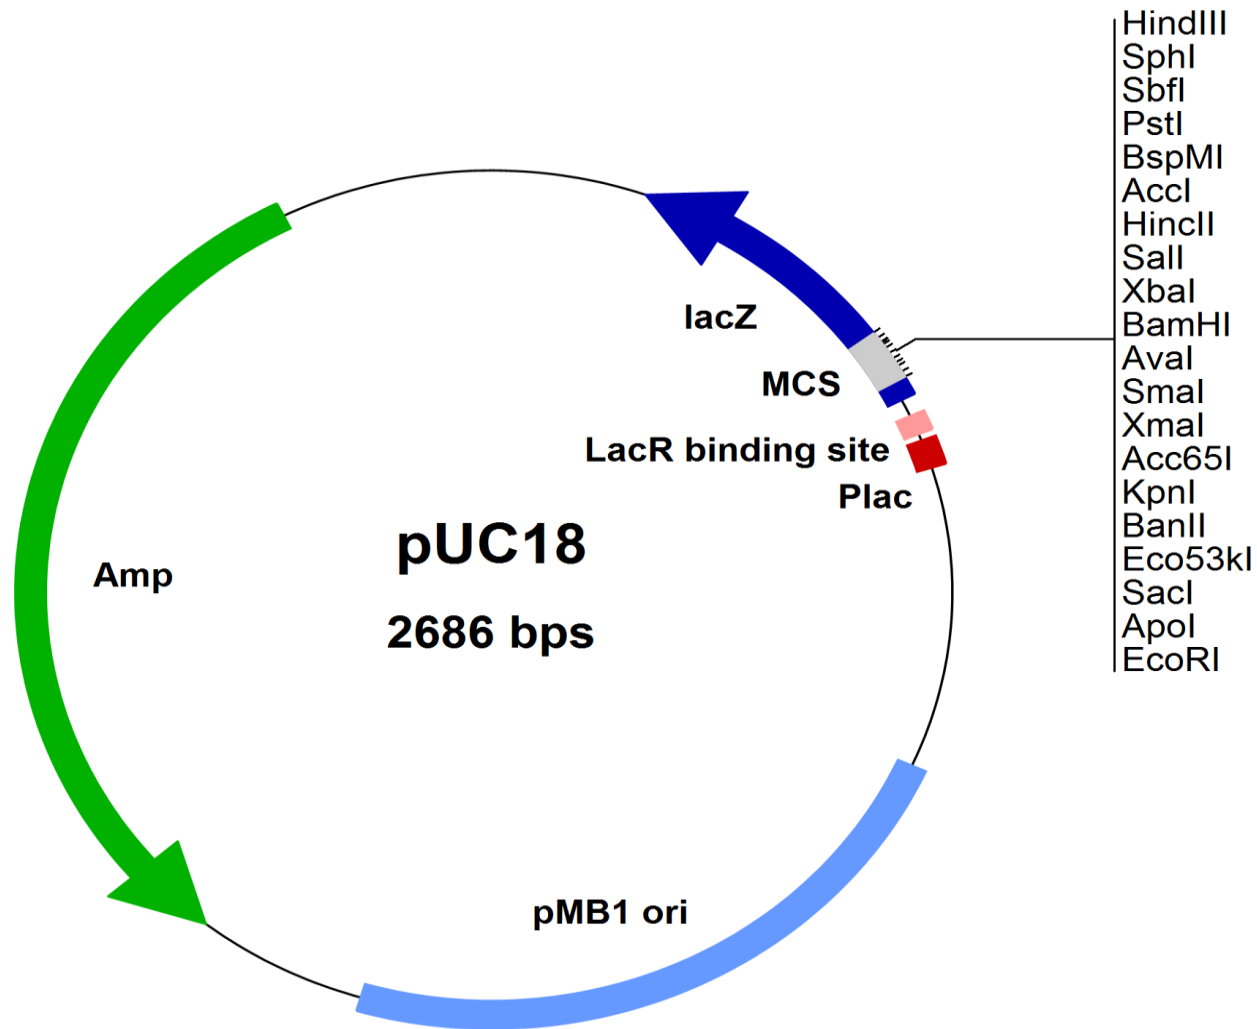 HindIII
SphI
SbfI
PstI
BspMI
AccI
HincII
SalI
XbaI
BamHI
AvaI
SmaI
XmaI
Acc65I
KpnI
BanII
Eco53kI
SacI
ApoI
EcoRI
lacZ
MCS
LacR binding site
Plac
pUC18
2686 bps
Amp
pMB1 ori